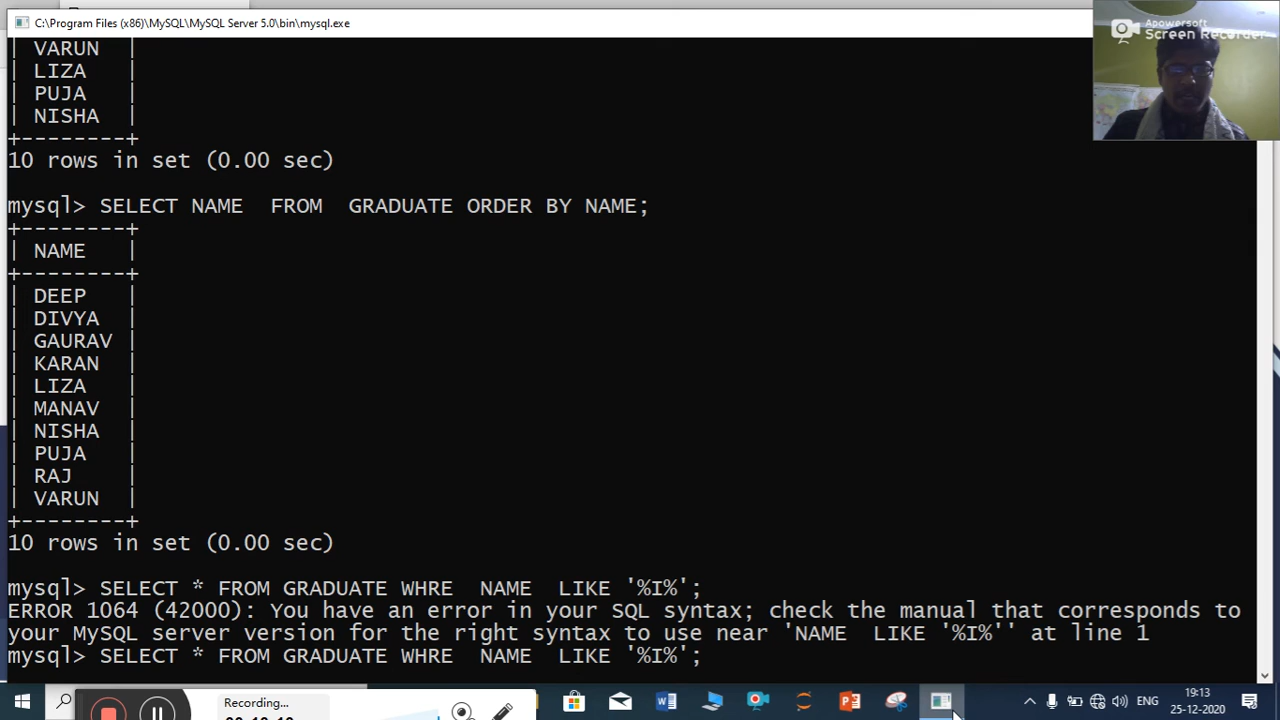 C:\Program Files (x86)\MySQL\MySQL Server 5.0\bin\mysql.exe
Apowersoft
Screen Recorder
| VARUN |
| LIZA |
| PUJA |
| NISHA |
+--------+
10 rows in set (0.00 sec)
mysql> SELECT NAME  FROM  GRADUATE ORDER BY NAME;
+--------+
| NAME |
+--------+
| DEEP |
| DIVYA |
| GAURAV |
| KARAN |
| LIZA |
| MANAV |
| NISHA |
| PUJA |
| RAJ |
| VARUN |
+--------+
10 rows in set (0.00 sec)
mysql> SELECT * FROM GRADUATE WHRE  NAME  LIKE '%I%';
ERROR 1064 (42000): You have an error in your SQL syntax; check the manual that corresponds to
your MySQL server version for the right syntax to use near 'NAME  LIKE '%I%'' at line 1
mysql> SELECT * FROM GRADUATE WHRE  NAME  LIKE '%I%';
Recording...
ENG
19:13
25-12-2020